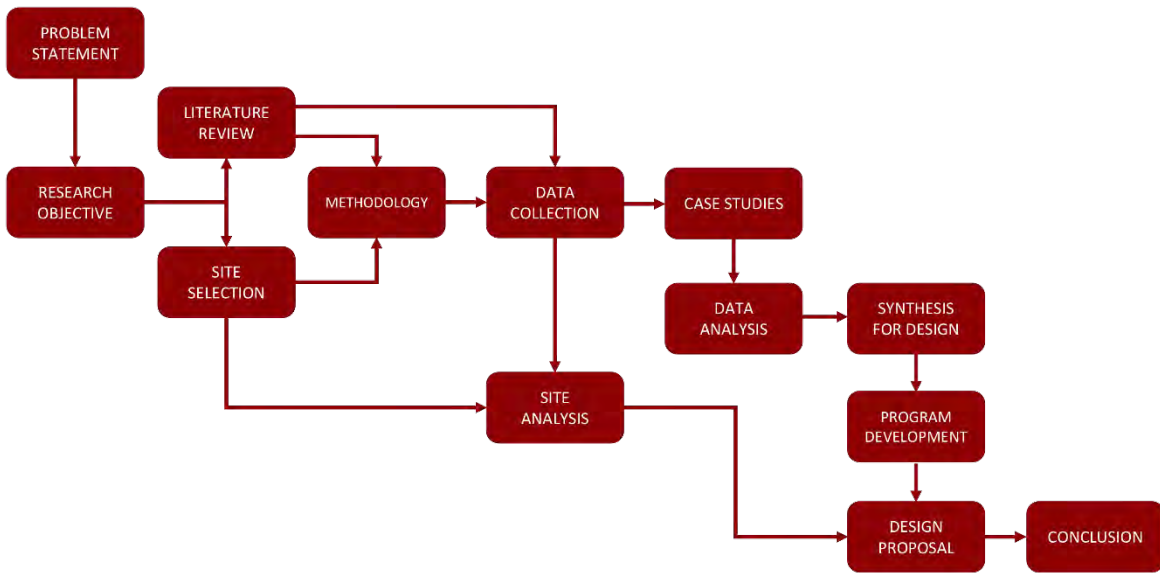 PROBLEM
STATEMENT
LITERATURE
REVIEW
RESEARCH
OBJECTIVE
METHODOLOGY
DATA
COLLECTION
CASE STUDIES
SITE
SELECTION
DATA
ANALYSIS
SYNTHESIS
FOR DESIGN
SITE
ANALYSIS
PROGRAM
DEVELOPMENT
DESIGN
PROPOSAL
CONCLUSION